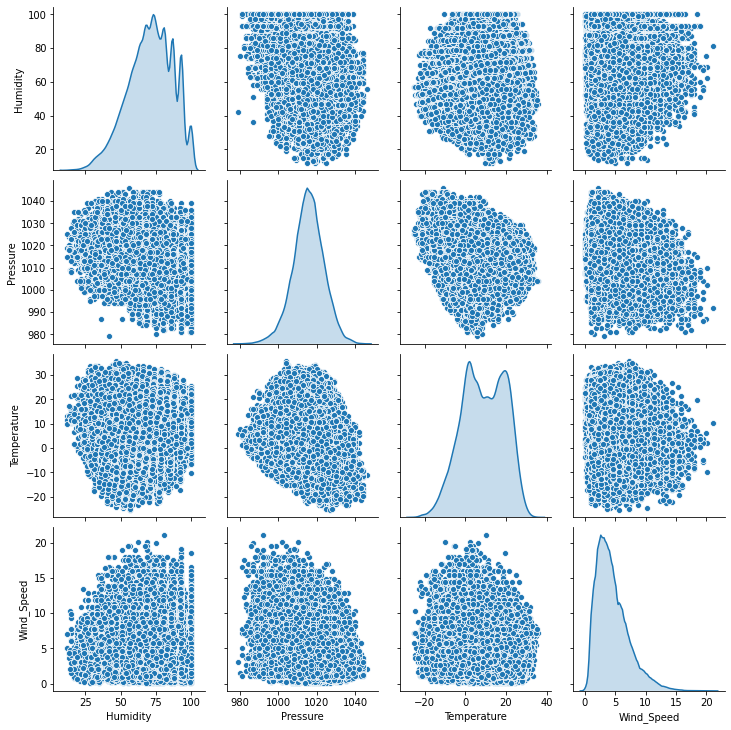 100
80
60
40
20
Humidity
1040
1030
1020
1010
1000
990
980
Pressure
30
20
10
0
−10
−20
Temperature
20
15
10
5
0
Wind_Speed
25 50 75 100
980 1000 1020 1040
−20 0 20 40
0 5 10 15 20
Humidity Pressure Temperature Wind_Speed